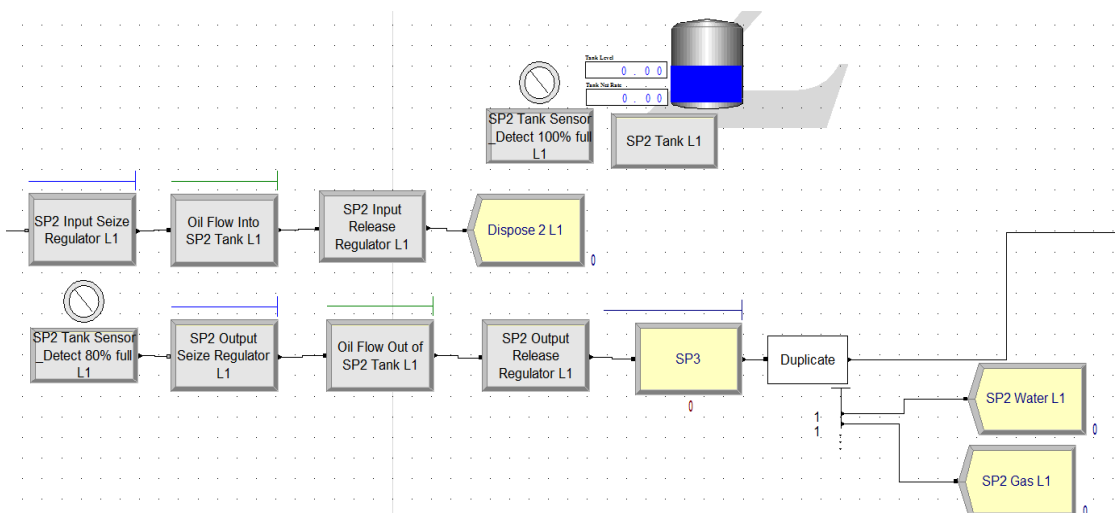 Tank Level
0.00
Tank Net Rate
0.00
SP2 Tank Sensor
_Detect 100% full
L1
SP2 Tank L1
SP2 Input Seize
Regulator L1
Oil Flow Into
SP2 Tank L1
SP2 Input
Release
Regulator L1
Dispose 2 L1
0
SP2 Tank Sensor
_Detect 80% full
L1
SP2 Output
Seize Regulator
L1
Oil Flow Out of
SP2 Tank L1
SP2 Output
Release
Regulator L1
SP3
0
Duplicate
1
1
SP2 Water L1
0
SP2 Gas L1
0